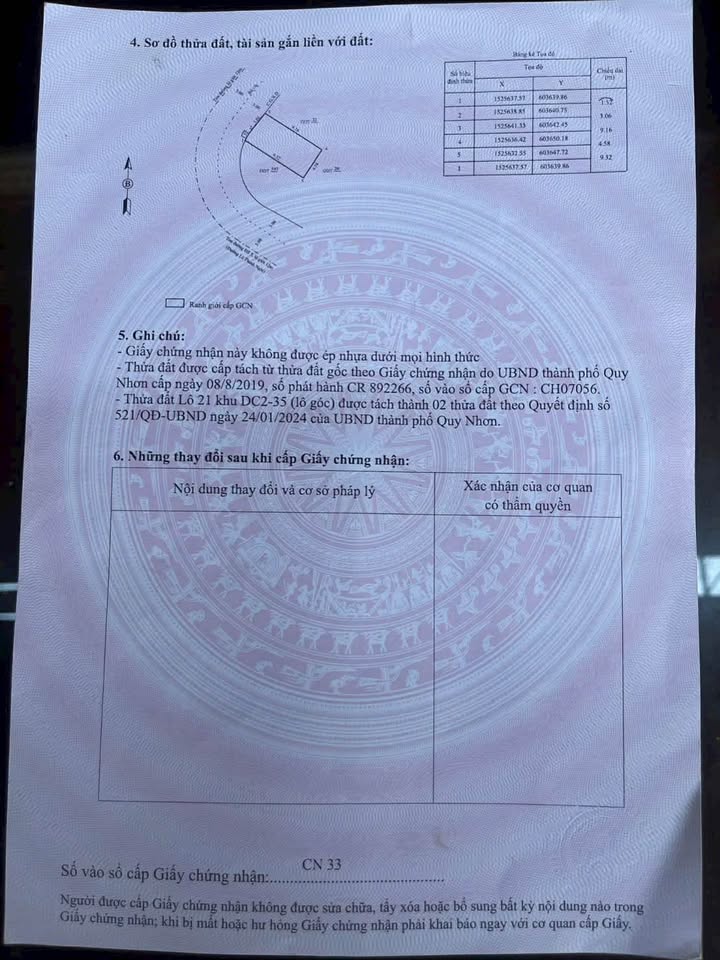 4. Sơ đồ thửa đất, tài sản gắn liền với đất:
Bảng kê Tọa độ
Số hiệu đỉnh thửa Tọa độ Chiều dài (m)
X Y
1 1525637.57 603639.86
1.52
2 1525638.85 603640.75
3.06
3 1525641.33 603642.45
9.16
4 1525636.42 603650.18
4.58
5 1525632.55 603647.72
9.32
1 1525637.57 603639.86
B
Ranh giới cấp GCN
5. Ghi chú:
- Giấy chứng nhận này không được ép nhựa dưới mọi hình thức
- Thửa đất được cấp tách từ thửa đất gốc theo Giấy chứng nhận do UBND thành phố Quy
Nhơn cấp ngày 08/8/2019, số phát hành CR 892266, số vào sổ cấp GCN : CH07056.
- Thửa đất Lô 21 khu DC2-35 (lô góc) được tách thành 02 thửa đất theo Quyết định số
521/QĐ-UBND ngày 24/01/2024 của UBND thành phố Quy Nhơn.
6. Những thay đổi sau khi cấp Giấy chứng nhận:
Nội dung thay đổi và cơ sở pháp lý
Xác nhận của cơ quan
có thẩm quyền
CN 33
Số vào sổ cấp Giấy chứng nhận:
Người được cấp Giấy chứng nhận không được sửa chữa, tẩy xóa hoặc bổ sung bất kỳ nội dung nào trong
Giấy chứng nhận; khi bị mất hoặc hư hỏng Giấy chứng nhận phải khai báo ngay với cơ quan cấp Giấy.